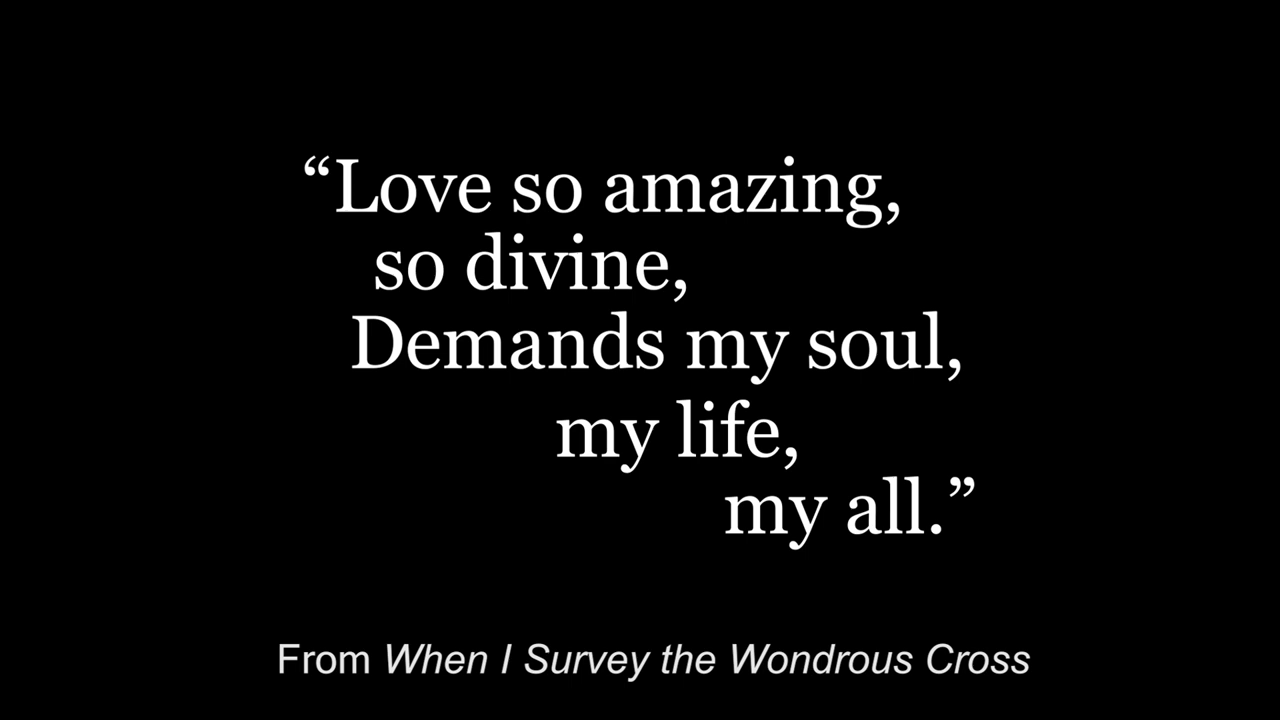 “Love so amazing,
so divine,
Demands my soul,
my life,
my all.”
From When I Survey the Wondrous Cross